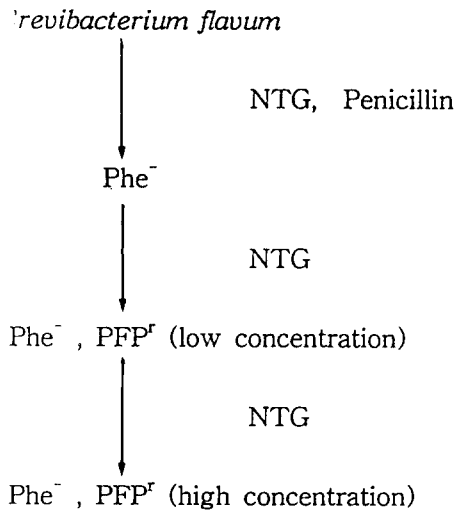 revibacterium flavum
NTG, Penicillin
Phe⁻
NTG
Phe⁻ , PFPʳ (low concentration)
NTG
Phe⁻ , PFPʳ (high concentration)